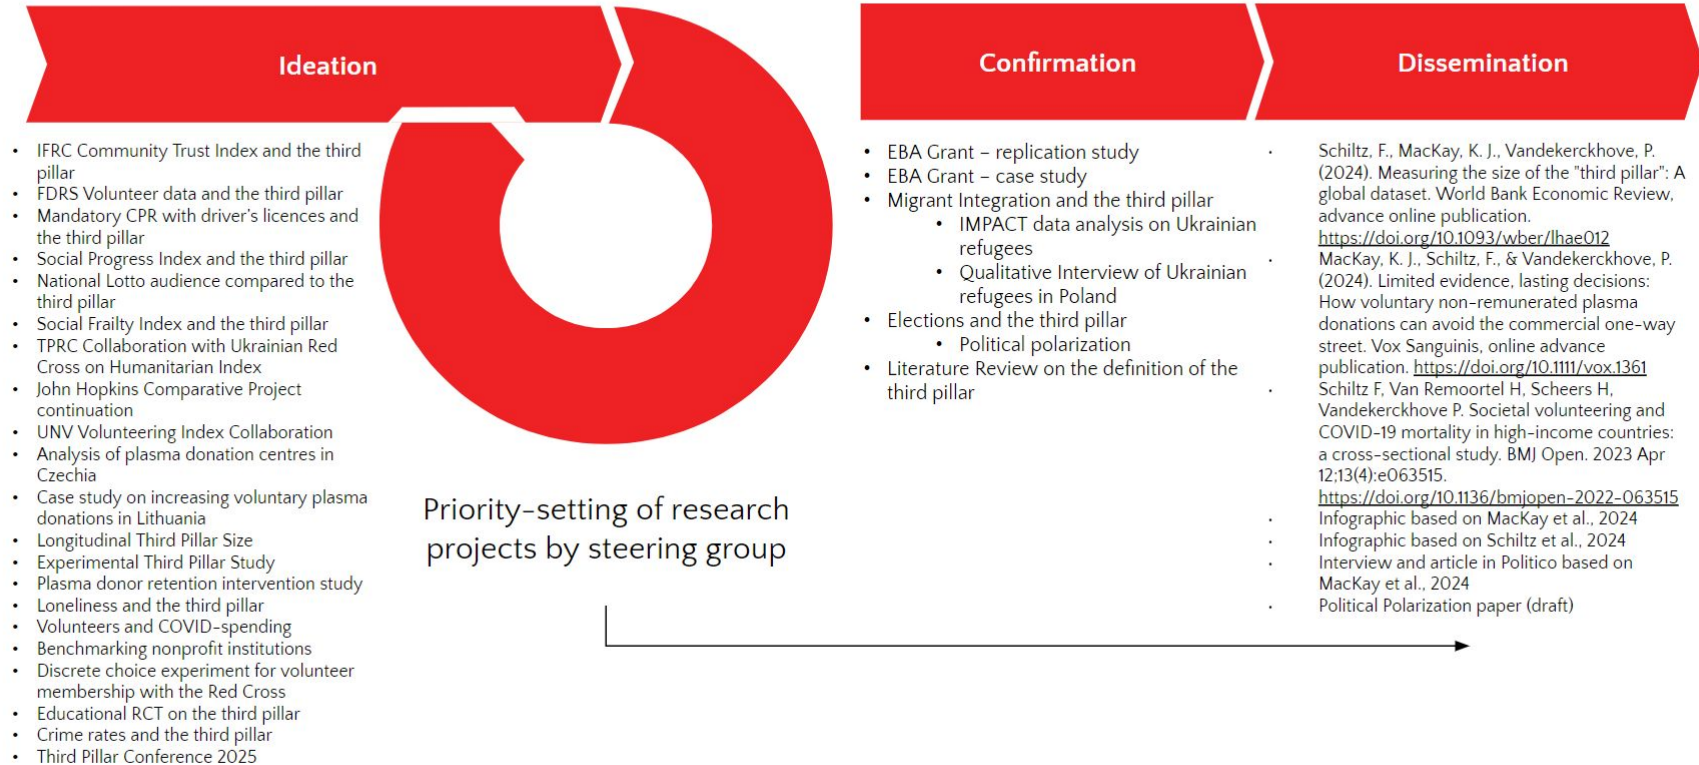 Ideation
• IFRC Community Trust Index and the third
pillar
• FDRS Volunteer data and the third pillar
• Mandatory CPR with driver's licences and
the third pillar
• Social Progress Index and the third pillar
• National Lotto audience compared to the
third pillar
• Social Frailty Index and the third pillar
• TPRC Collaboration with Ukrainian Red
Cross on Humanitarian Index
• John Hopkins Comparative Project
continuation
• UNV Volunteering Index Collaboration
• Analysis of plasma donation centres in
Czechia
• Case study on increasing voluntary plasma
donations in Lithuania
• Longitudinal Third Pillar Size
• Experimental Third Pillar Study
• Plasma donor retention intervention study
• Loneliness and the third pillar
• Volunteers and COVID-spending
• Benchmarking nonprofit institutions
• Discrete choice experiment for volunteer
membership with the Red Cross
• Educational RCT on the third pillar
• Crime rates and the third pillar
• Third Pillar Conference 2025
Priority-setting of research
projects by steering group
Confirmation
• EBA Grant – replication study
• EBA Grant – case study
• Migrant Integration and the third pillar
• IMPACT data analysis on Ukrainian
refugees
• Qualitative Interview of Ukrainian
refugees in Poland
• Elections and the third pillar
• Political polarization
• Literature Review on the definition of the
third pillar
Dissemination
• Schiltz, F., MacKay, K. J., Vandekerckhove, P.
(2024). Measuring the size of the "third pillar": A
global dataset. World Bank Economic Review,
advance online publication.
https://doi.org/10.1093/wber/lhae012
• MacKay, K. J., Schiltz, F., & Vandekerckhove, P.
(2024). Limited evidence, lasting decisions:
How voluntary non-remunerated plasma
donations can avoid the commercial one-way
street. Vox Sanguinis, online advance
publication. https://doi.org/10.1111/vox.1361
• Schiltz F, Van Remoortel H, Scheers H,
Vandekerckhove P. Societal volunteering and
COVID-19 mortality in high-income countries:
a cross-sectional study. BMJ Open. 2023 Apr
12;13(4):e063515.
https://doi.org/10.1136/bmjopen-2022-063515
• Infographic based on MacKay et al., 2024
• Infographic based on Schiltz et al., 2024
• Interview and article in Politico based on
MacKay et al., 2024
• Political Polarization paper (draft)